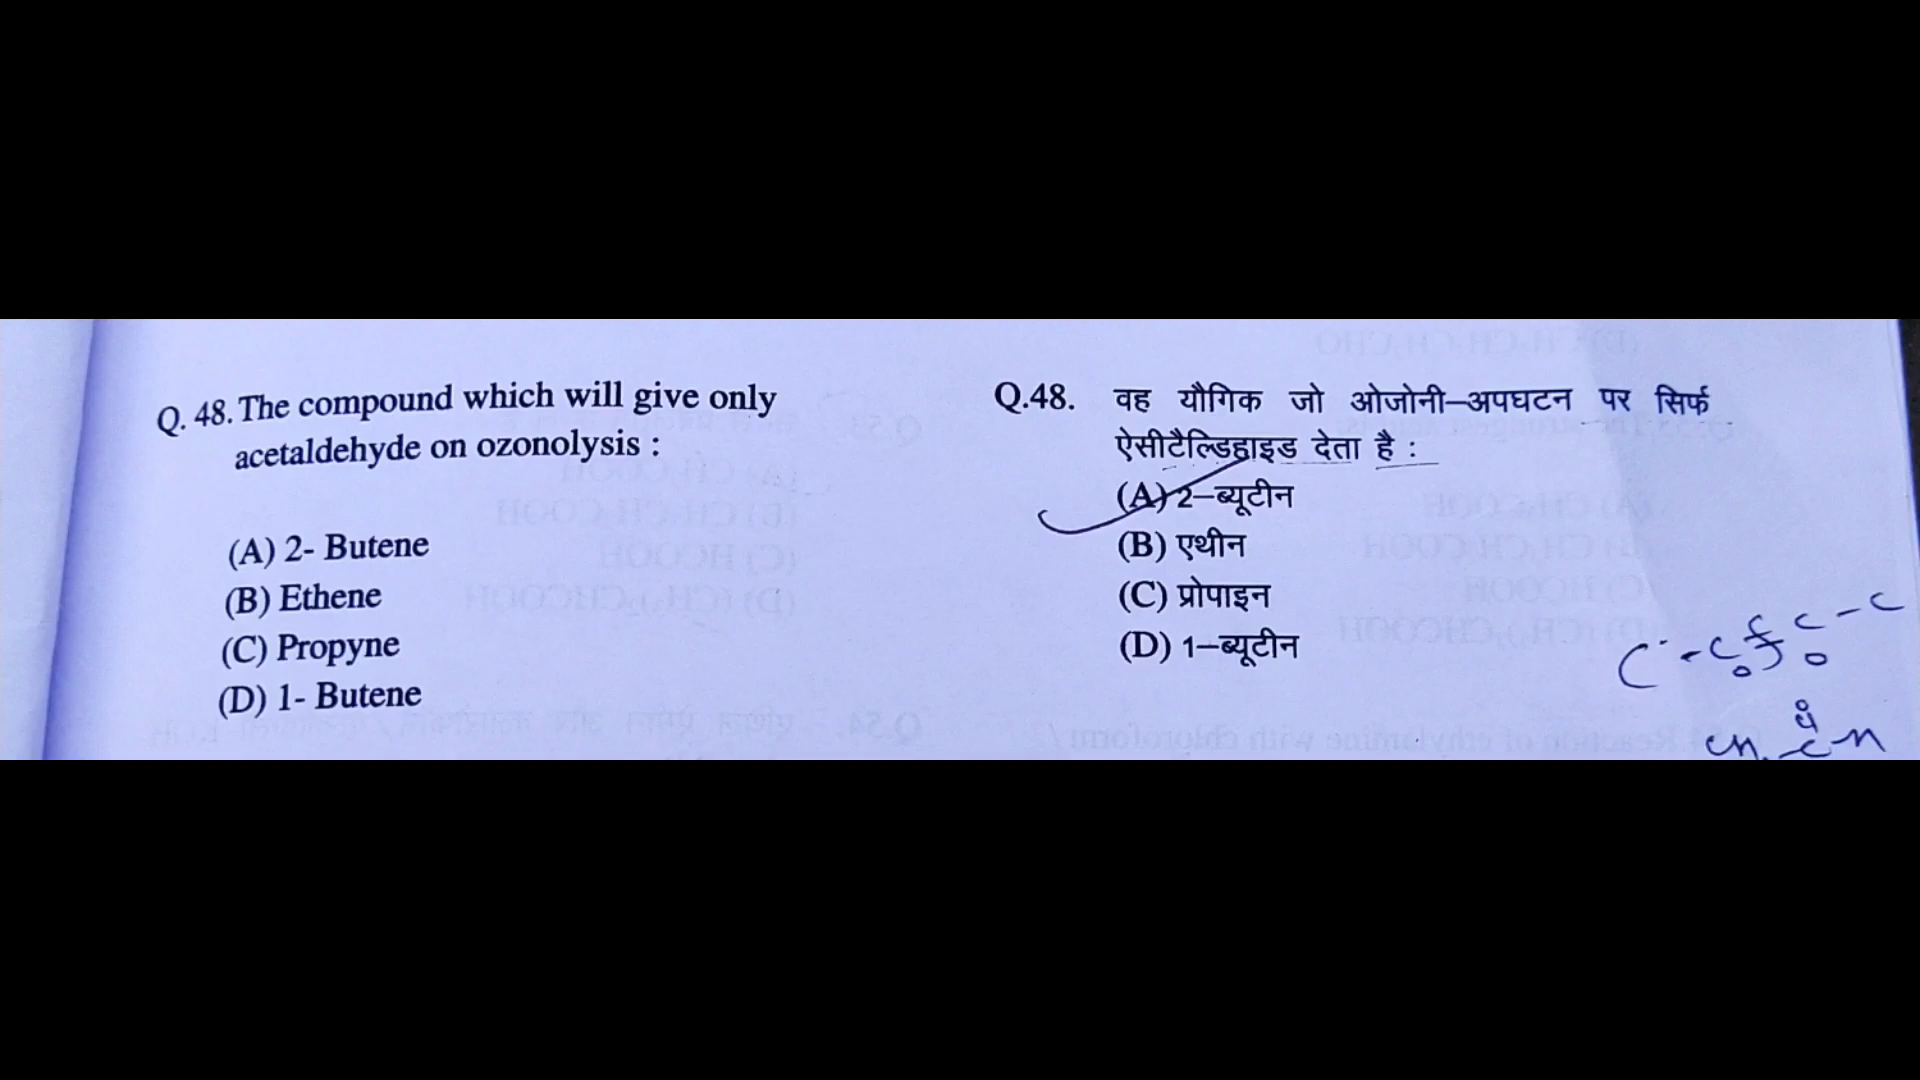 Q. 48. The compound which will give only
acetaldehyde on ozonolysis :
(A) 2- Butene
(B) Ethene
(C) Propyne
(D) 1- Butene
Q.48. वह यौगिक जो ओजोनी–अपघटन पर सिर्फ
ऐसीटैल्डिहाइड देता है :
(A) 2–ब्यूटीन
(B) एथीन
(C) प्रोपाइन
(D) 1–ब्यूटीन